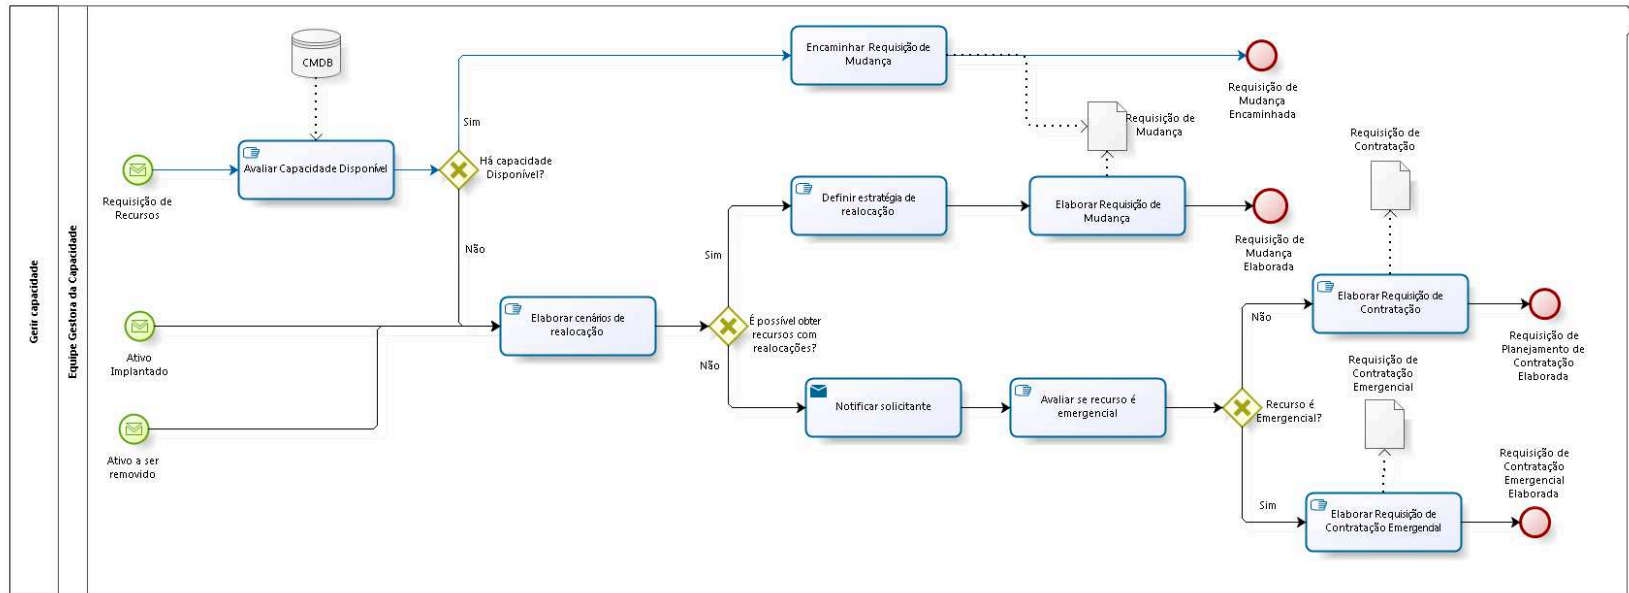 Gerir capacidade
Equipe Gestora da Capacidade
CMDB
Requisição de
Recursos
Avaliar Capacidade Disponível
Há capacidade
Disponível?
Sim
Não
Encaminhar Requisição de
Mudança
Requisição de
Mudança
Encaminhada
Requisição de
Mudança
Ativo
Implantado
Ativo a ser
removido
Elaborar cenários de
realocação
É possível obter
recursos com
realocações?
Sim
Não
Definir estratégia de
realocação
Elaborar Requisição de
Mudança
Requisição de
Mudança
Elaborada
Notificar solicitante
Avaliar se recurso é
emergencial
Recurso é
Emergencial?
Não
Sim
Requisição de
Contratação
Elaborar Requisição de
Contratação
Requisição de
Planejamento de
Contratação
Elaborada
Requisição de
Contratação
Emergencial
Elaborar Requisição de
Contratação Emergencial
Requisição de
Contratação
Emergencial
Elaborada